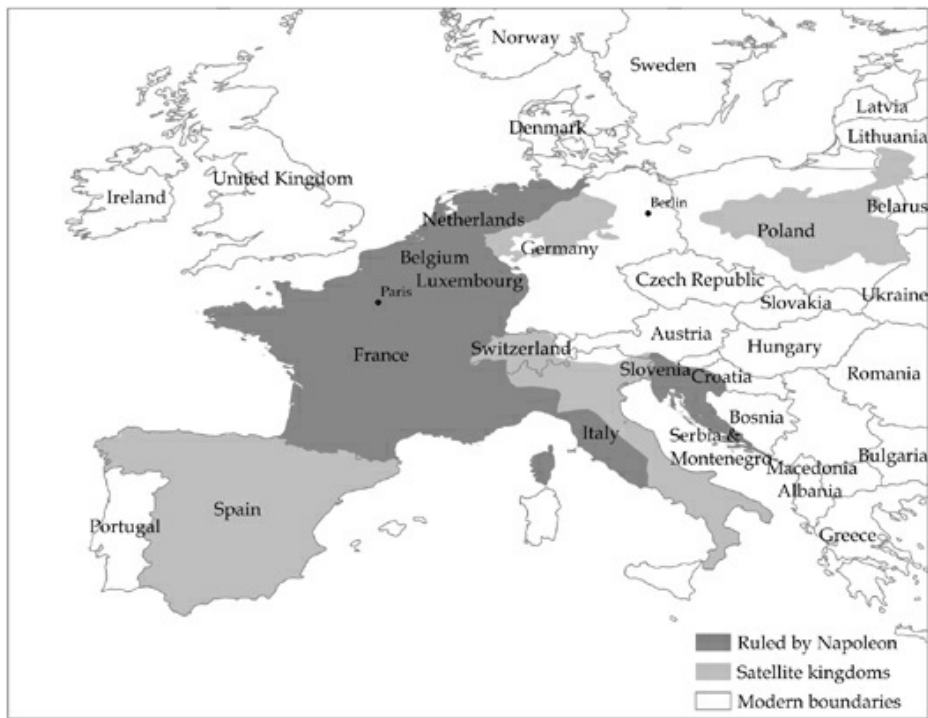 Norway
Sweden
Latvia
Denmark
Lithuania
Ireland
United Kingdom
Berlin
Belarus
Netherlands
Poland
Germany
Belgium
Luxembourg
Czech Republic
Paris
Slovakia
Ukraine
Austria
France
Switzerland
Hungary
Slovenia
Romania
Croatia
Bosnia
Italy
Serbia &
Montenegro
Bulgaria
Macedonia
Albania
Spain
Portugal
Greece
Ruled by Napoleon
Satellite kingdoms
Modern boundaries